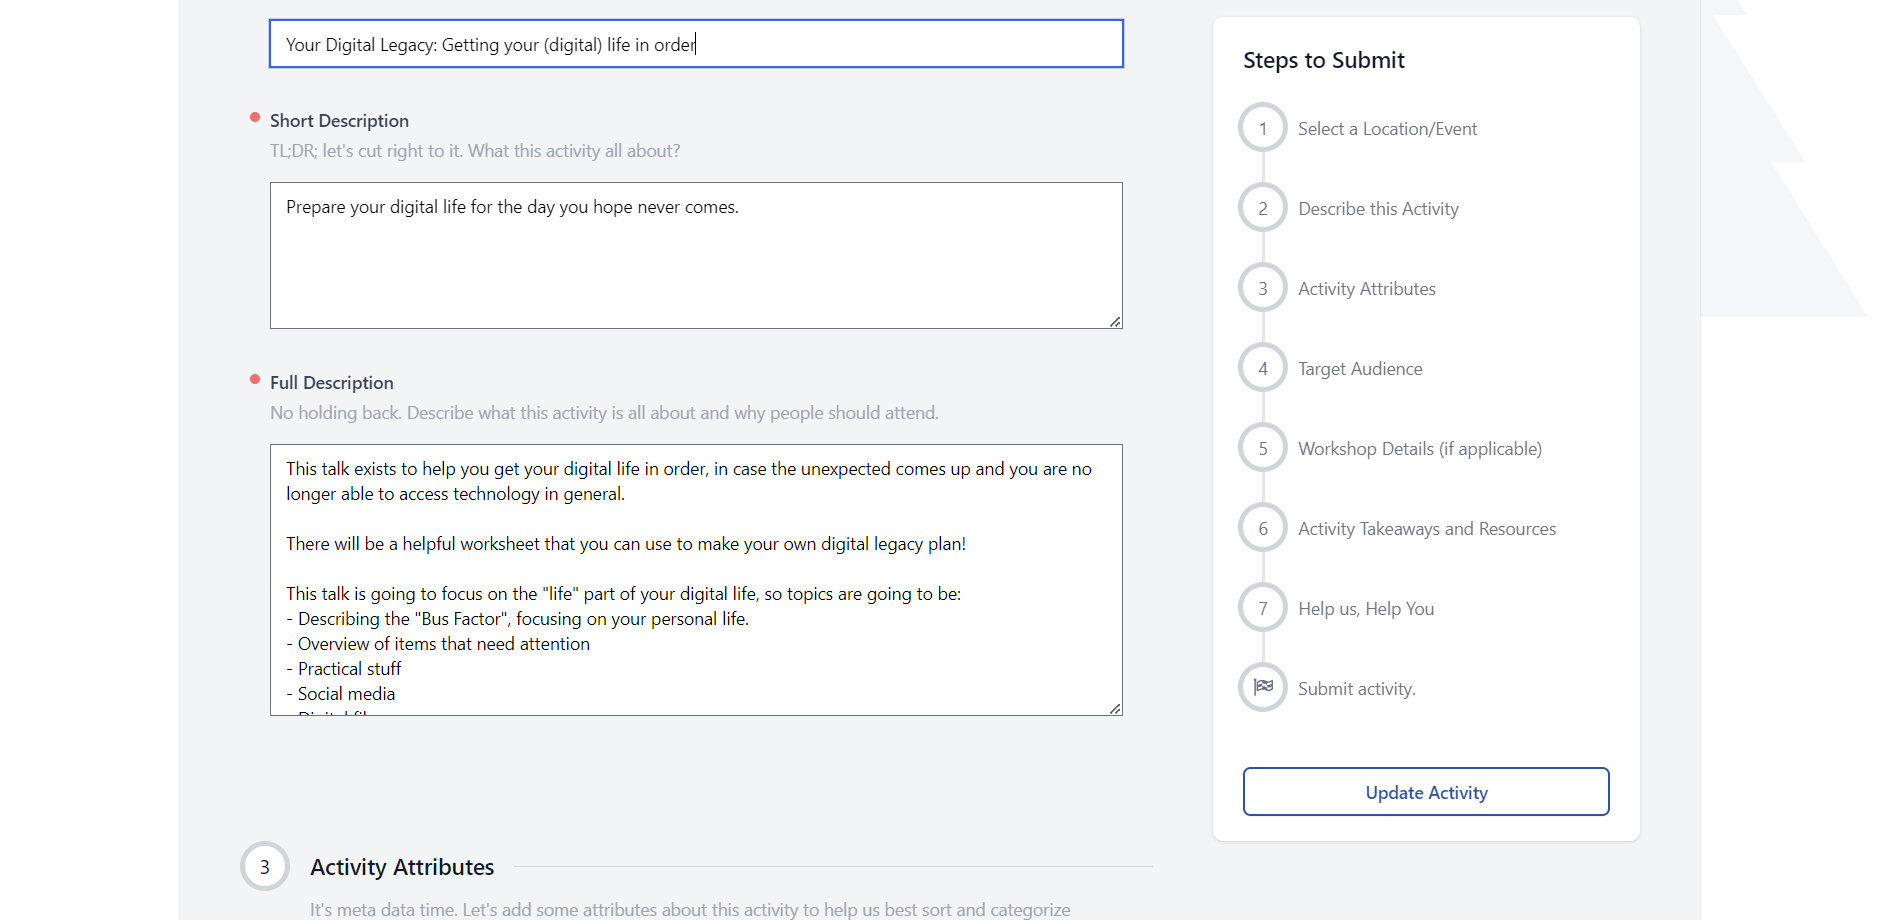 Your Digital Legacy: Getting your (digital) life in order
Short Description
TL;DR; let's cut right to it. What this activity all about?
Prepare your digital life for the day you hope never comes.
Full Description
No holding back. Describe what this activity is all about and why people should attend.
This talk exists to help you get your digital life in order, in case the unexpected comes up and you are no
longer able to access technology in general.
There will be a helpful worksheet that you can use to make your own digital legacy plan!
This talk is going to focus on the "life" part of your digital life, so topics are going to be:
- Describing the "Bus Factor", focusing on your personal life.
- Overview of items that need attention
- Practical stuff
- Social media
3
Activity Attributes
It's meta data time. Let's add some attributes about this activity to help us best sort and categorize
Steps to Submit
1 Select a Location/Event
2 Describe this Activity
3 Activity Attributes
4 Target Audience
5 Workshop Details (if applicable)
6 Activity Takeaways and Resources
7 Help us, Help You
Submit activity.
Update Activity